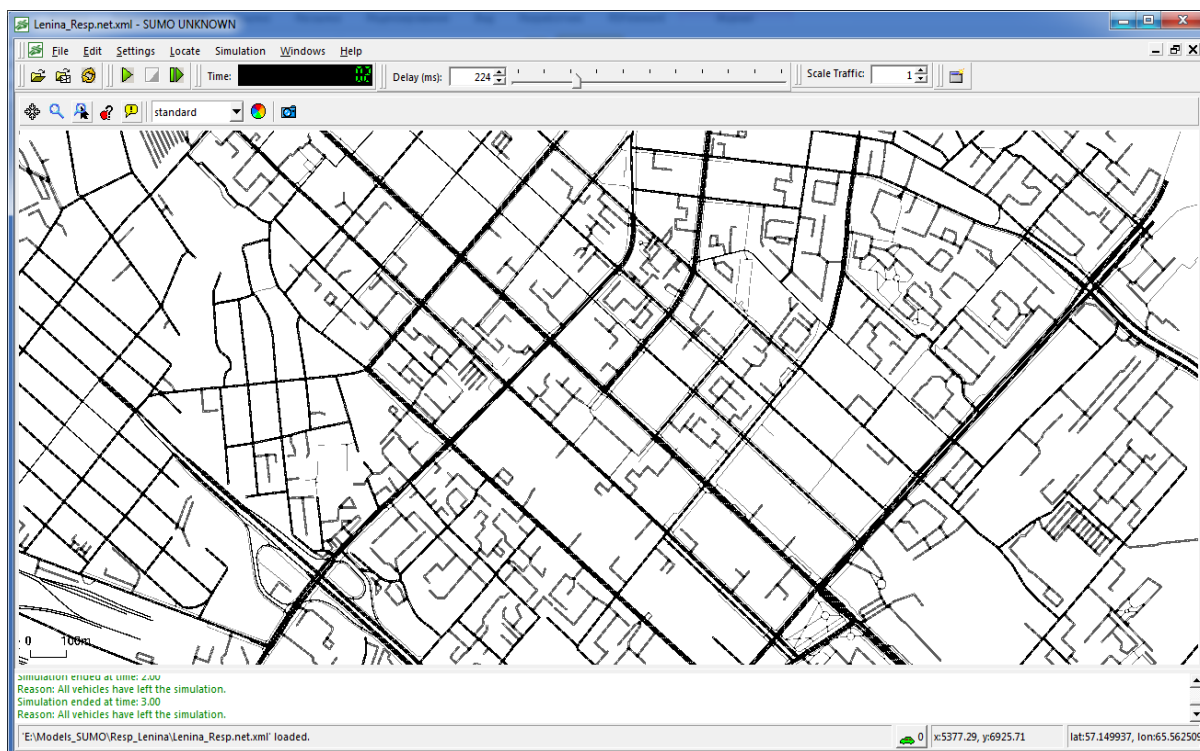 Lenina_Resp.net.xml - SUMO UNKNOWN
File Edit Settings Locate Simulation Windows Help
Time: 02 Delay (ms): 224 Scale Traffic: 1
standard
0 100m
Simulation ended at time: 2.00
Reason: All vehicles have left the simulation.
Simulation ended at time: 3.00
Reason: All vehicles have left the simulation.
'E:\Models_SUMO\Resp_Lenina\Lenina_Resp.net.xml' loaded. 0 x:5377.29, y:6925.71 lat:57.149937, lon:65.562509